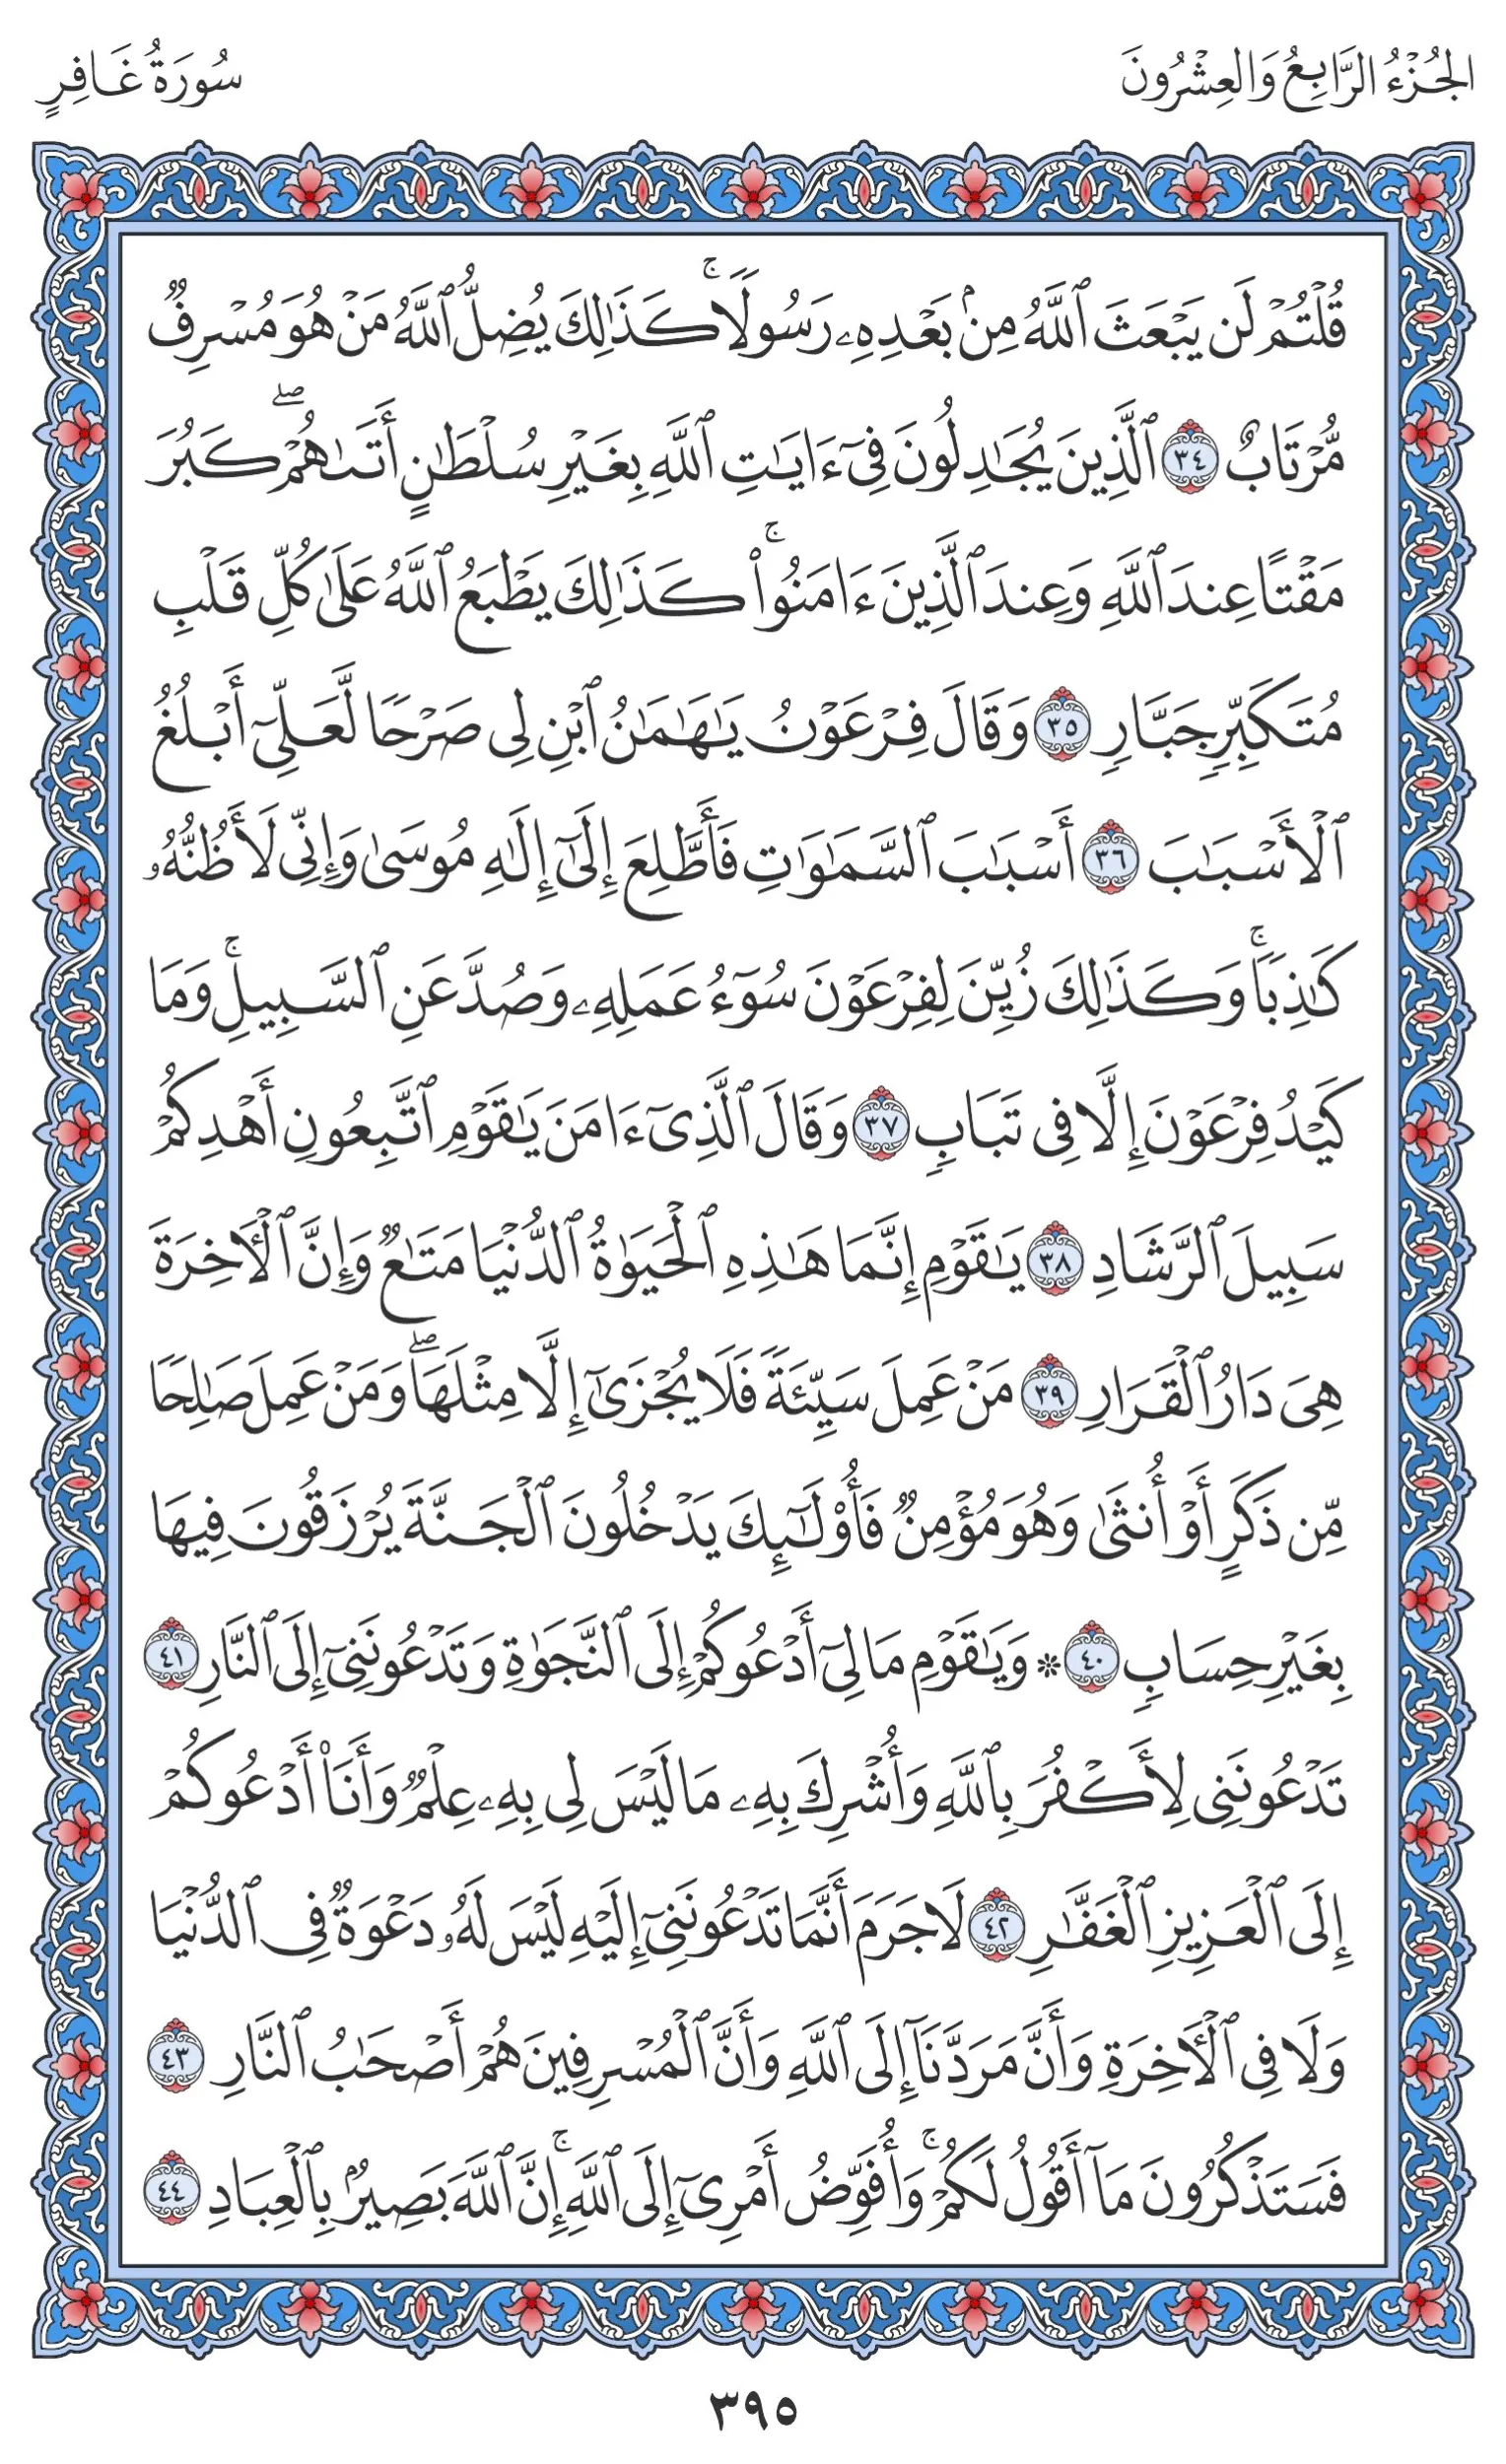 الجُزْءُ الرَّابِعُ وَالعِشْرُونَ
سُورَةُ غَافِرٍ
قُلْتُمْ لَن يَبْعَثَ ٱللَّهُ مِنۢ بَعْدِهِۦ رَسُولًاۚ كَذَٰلِكَ يُضِلُّ ٱللَّهُ مَنْ هُوَ مُسْرِفٌ
مُّرْتَابٌ ٣٤ ٱلَّذِينَ يُجَٰدِلُونَ فِىٓ ءَايَٰتِ ٱللَّهِ بِغَيْرِ سُلْطَٰنٍ أَتَىٰهُمْۖ كَبُرَ
مَقْتًا عِندَ ٱللَّهِ وَعِندَ ٱلَّذِينَ ءَامَنُوا۟ۚ كَذَٰلِكَ يَطْبَعُ ٱللَّهُ عَلَىٰ كُلِّ قَلْبِ
مُتَكَبِّرٍ جَبَّارٍ ٣٥ وَقَالَ فِرْعَوْنُ يَٰهَٰمَٰنُ ٱبْنِ لِى صَرْحًا لَّعَلِّىٓ أَبْلُغُ
ٱلْأَسْبَٰبَ ٣٦ أَسْبَٰبَ ٱلسَّمَٰوَٰتِ فَأَطَّلِعَ إِلَىٰٓ إِلَٰهِ مُوسَىٰ وَإِنِّى لَأَظُنُّهُۥ
كَٰذِبًاۚ وَكَذَٰلِكَ زُيِّنَ لِفِرْعَوْنَ سُوٓءُ عَمَلِهِۦ وَصُدَّ عَنِ ٱلسَّبِيلِۚ وَمَا
كَيْدُ فِرْعَوْنَ إِلَّا فِى تَبَابٍ ٣٧ وَقَالَ ٱلَّذِىٓ ءَامَنَ يَٰقَوْمِ ٱتَّبِعُونِ أَهْدِكُمْ
سَبِيلَ ٱلرَّشَادِ ٣٨ يَٰقَوْمِ إِنَّمَا هَٰذِهِ ٱلْحَيَوٰةُ ٱلدُّنْيَا مَتَٰعٌ وَإِنَّ ٱلْءَاخِرَةَ
هِىَ دَارُ ٱلْقَرَارِ ٣٩ مَنْ عَمِلَ سَيِّئَةً فَلَا يُجْزَىٰٓ إِلَّا مِثْلَهَاۖ وَمَنْ عَمِلَ صَٰلِحًا
مِّن ذَكَرٍ أَوْ أُنثَىٰ وَهُوَ مُؤْمِنٌ فَأُو۟لَٰٓئِكَ يَدْخُلُونَ ٱلْجَنَّةَ يُرْزَقُونَ فِيهَا
بِغَيْرِ حِسَابٍ ٤٠ * وَيَٰقَوْمِ مَا لِىٓ أَدْعُوكُمْ إِلَى ٱلنَّجَوٰةِ وَتَدْعُونَنِىٓ إِلَى ٱلنَّارِ ٤١
تَدْعُونَنِى لِأَكْفُرَ بِٱللَّهِ وَأُشْرِكَ بِهِۦ مَا لَيْسَ لِى بِهِۦ عِلْمٌ وَأَنَا۠ أَدْعُوكُمْ
إِلَى ٱلْعَزِيزِ ٱلْغَفَّٰرِ ٤٢ لَا جَرَمَ أَنَّمَا تَدْعُونَنِىٓ إِلَيْهِ لَيْسَ لَهُۥ دَعْوَةٌ فِى ٱلدُّنْيَا
وَلَا فِى ٱلْءَاخِرَةِ وَأَنَّ مَرَدَّنَآ إِلَى ٱللَّهِ وَأَنَّ ٱلْمُسْرِفِينَ هُمْ أَصْحَٰبُ ٱلنَّارِ ٤٣
فَسَتَذْكُرُونَ مَآ أَقُولُ لَكُمْۚ وَأُفَوِّضُ أَمْرِىٓ إِلَى ٱللَّهِۚ إِنَّ ٱللَّهَ بَصِيرٌۢ بِٱلْعِبَادِ ٤٤
٣٩٥